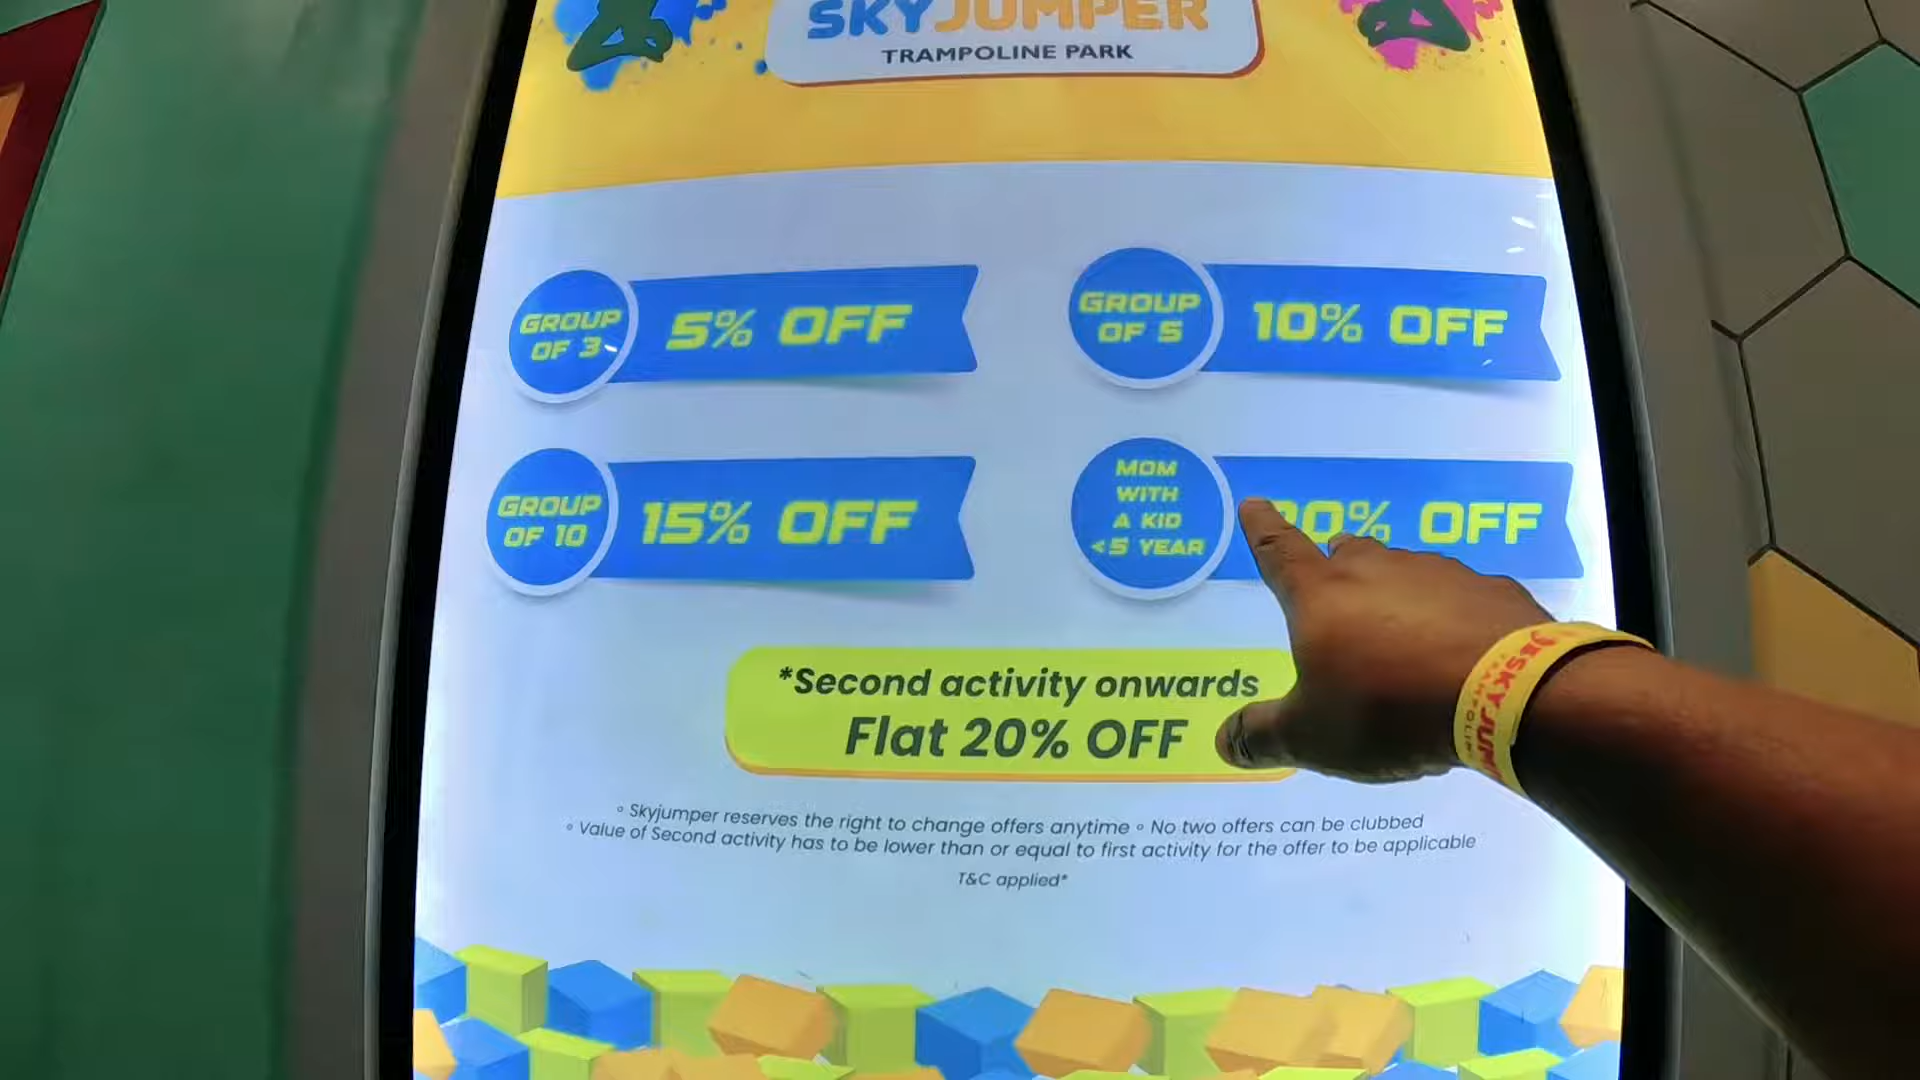 SKYJUMPER
TRAMPOLINE PARK
GROUP
OF 3
5% OFF
GROUP
OF 5
10% OFF
GROUP
OF 10
15% OFF
MOM
WITH
A KID
<5 YEAR
OFF
*Second activity onwards
Flat 20% OFF
° Skyjumper reserves the right to change offers anytime ° No two offers can be clubbed
° Value of Second activity has to be lower than or equal to first activity for the offer to be applicable
T&C applied*